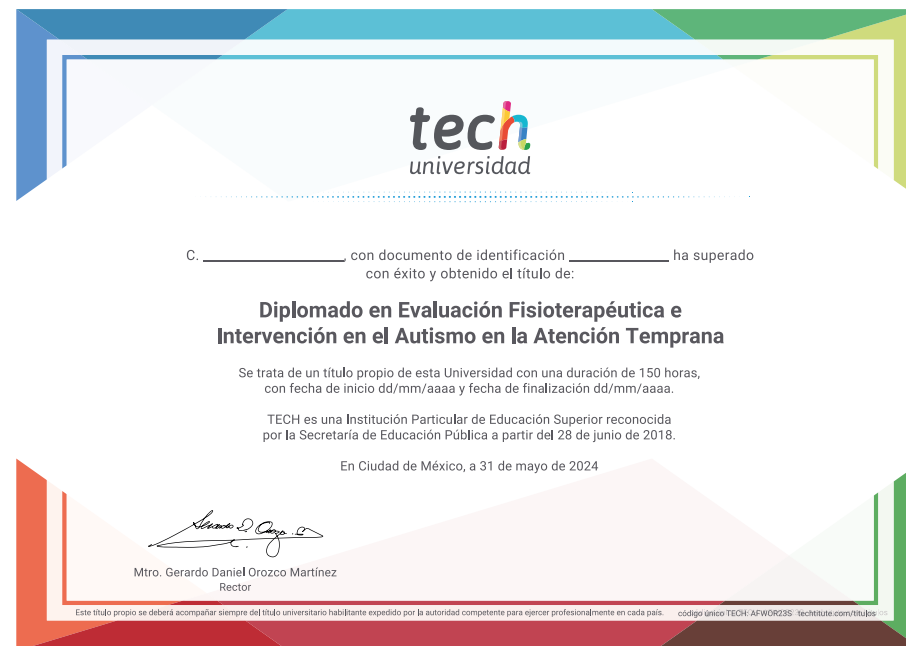 tech
universidad
C. ____________________, con documento de identificación ______________ ha superado
con éxito y obtenido el título de:
Diplomado en Evaluación Fisioterapéutica e
Intervención en el Autismo en la Atención Temprana
Se trata de un título propio de esta Universidad con una duración de 150 horas,
con fecha de inicio dd/mm/aaaa y fecha de finalización dd/mm/aaaa.
TECH es una Institución Particular de Educación Superior reconocida
por la Secretaría de Educación Pública a partir del 28 de junio de 2018.
En Ciudad de México, a 31 de mayo de 2024
Mtro. Gerardo Daniel Orozco Martínez
Rector
Este título propio se deberá acompañar siempre del título universitario habilitante expedido por la autoridad competente para ejercer profesionalmente en cada país. código único TECH: AFWOR23S techtitute.com/titulos